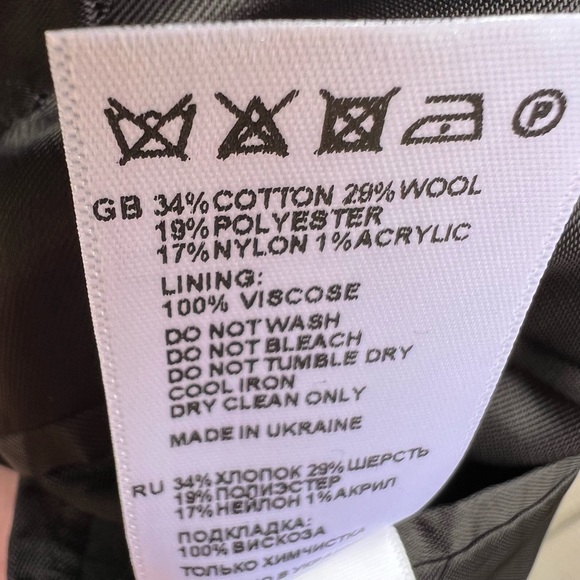 P
GB 34% COTTON 29% WOOL
19% POLYESTER
17% NYLON 1% ACRYLIC
LINING:
100% VISCOSE
DO NOT WASH
DO NOT BLEACH
DO NOT TUMBLE DRY
COOL IRON
DRY CLEAN ONLY
MADE IN UKRAINE
RU 34% ХЛОПОК 29% ШЕРСТЬ
19% ПОЛИЭСТЕР
17% НЕЙЛОН 1% АКРИЛ
ПОДКЛАДКА:
100% ВИСКОЗА
ТОЛЬКО ХИМЧИСТКА